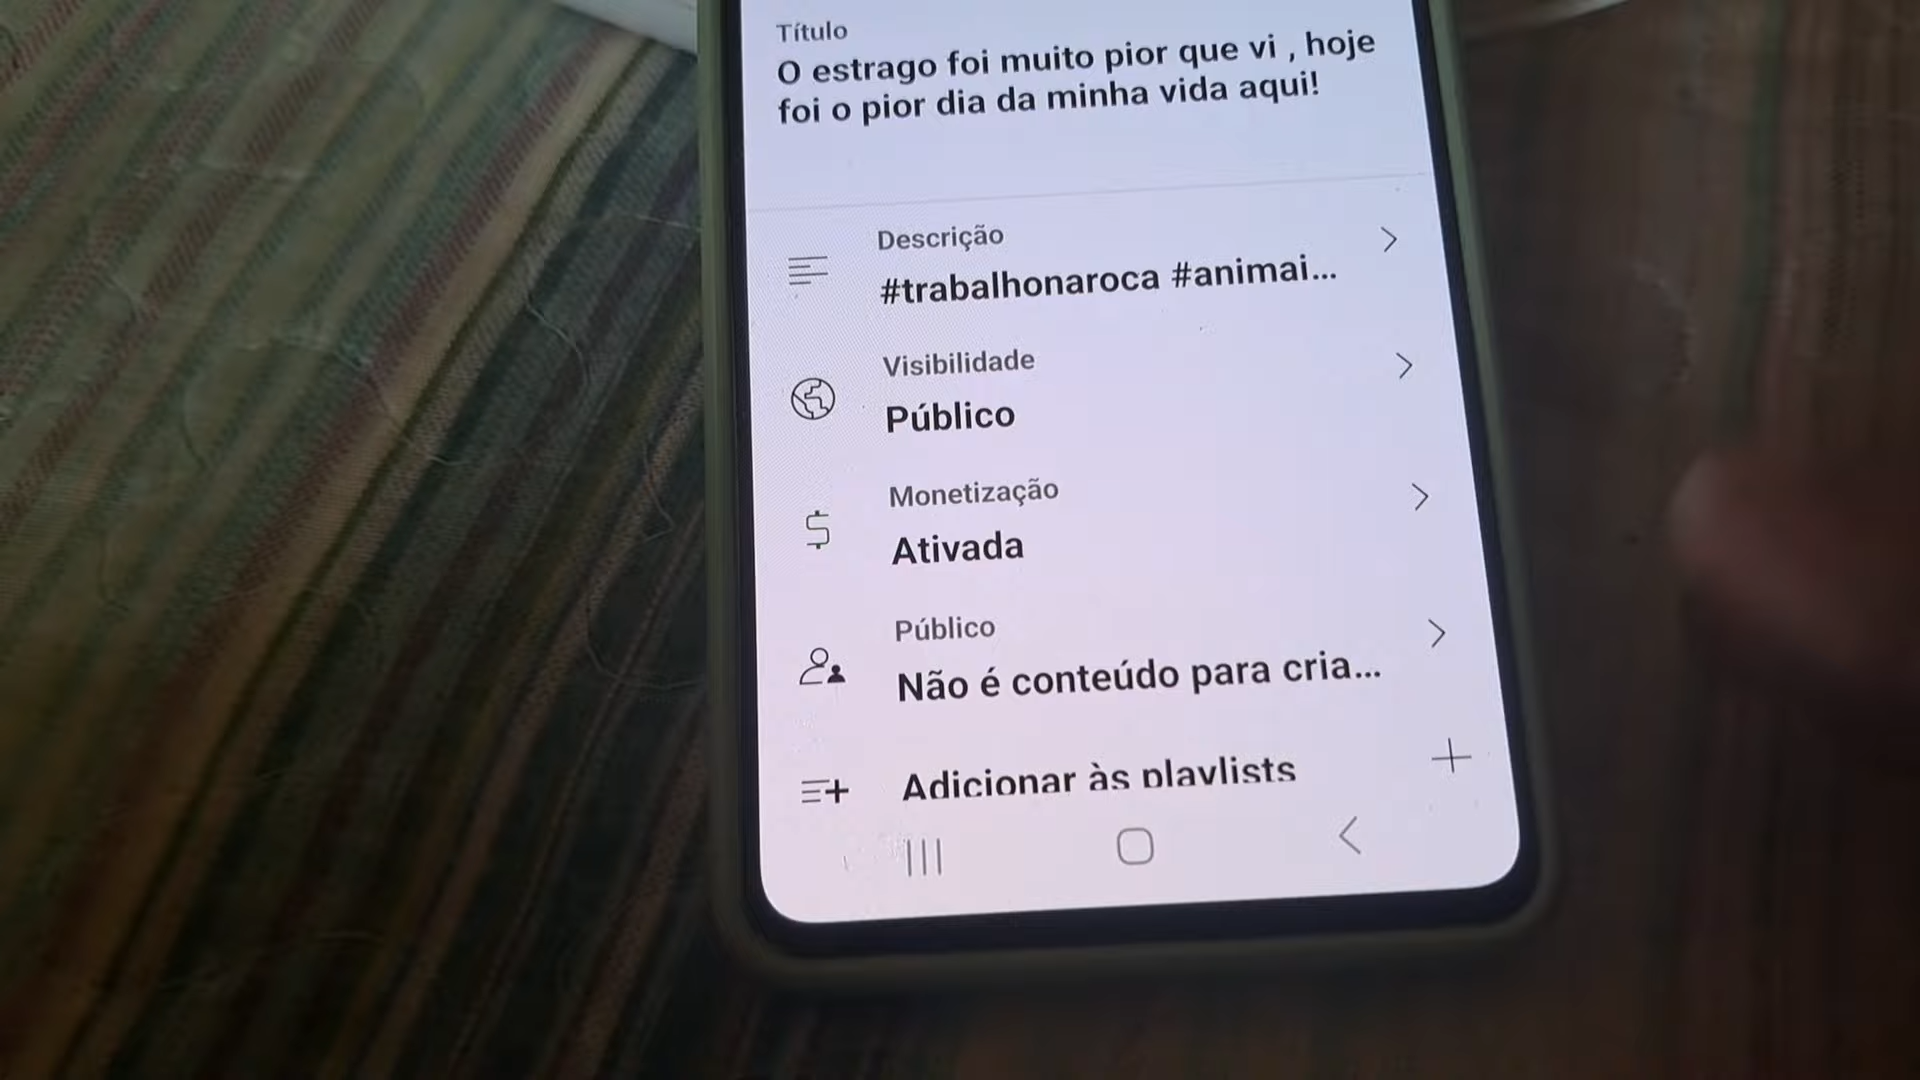 Título
O estrago foi muito pior que vi , hoje
foi o pior dia da minha vida aqui!
Descrição
#trabalhonaroca #animai...
Visibilidade
Público
Monetização
Ativada
Público
Não é conteúdo para cria...
Adicionar às playlists